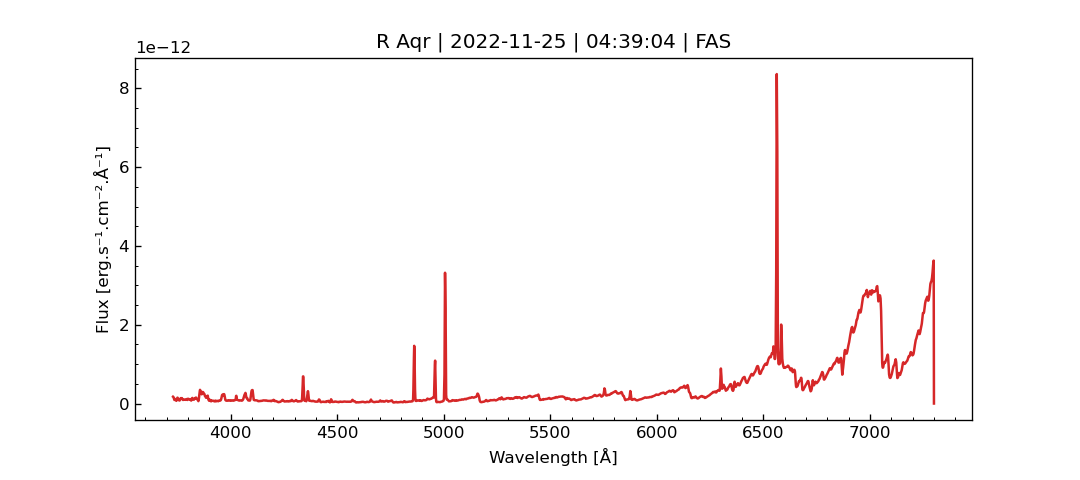 R Aqr | 2022-11-25 | 04:39:04 | FAS
1e−12
8
6
4
2
0
Flux [erg.s⁻¹.cm⁻².Å⁻¹]
4000 4500 5000 5500 6000 6500 7000
Wavelength [Å]